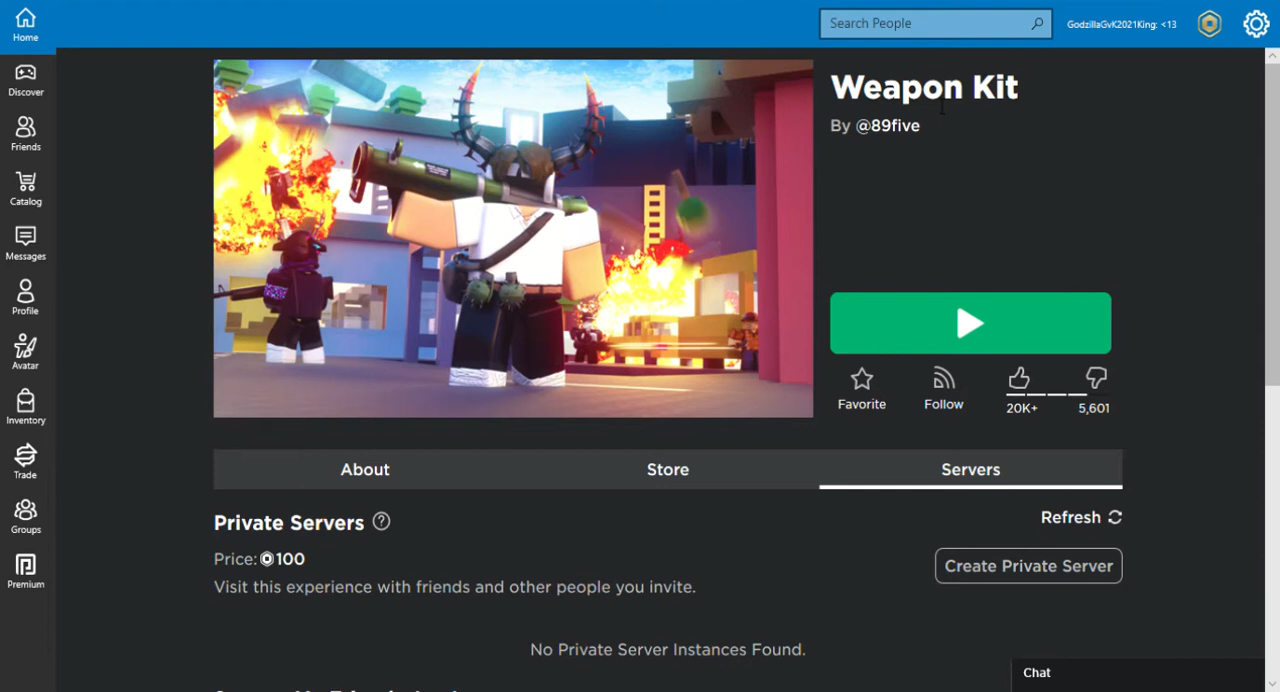 Home
Search People
GodzillaGvK2021King: <13
Discover
Friends
Catalog
Messages
Profile
Avatar
Inventory
Trade
Groups
Premium
Weapon Kit
By @89five
Favorite
Follow
20K+
5,601
About
Store
Servers
Private Servers
Refresh
Price: 100
Create Private Server
Visit this experience with friends and other people you invite.
No Private Server Instances Found.
Chat